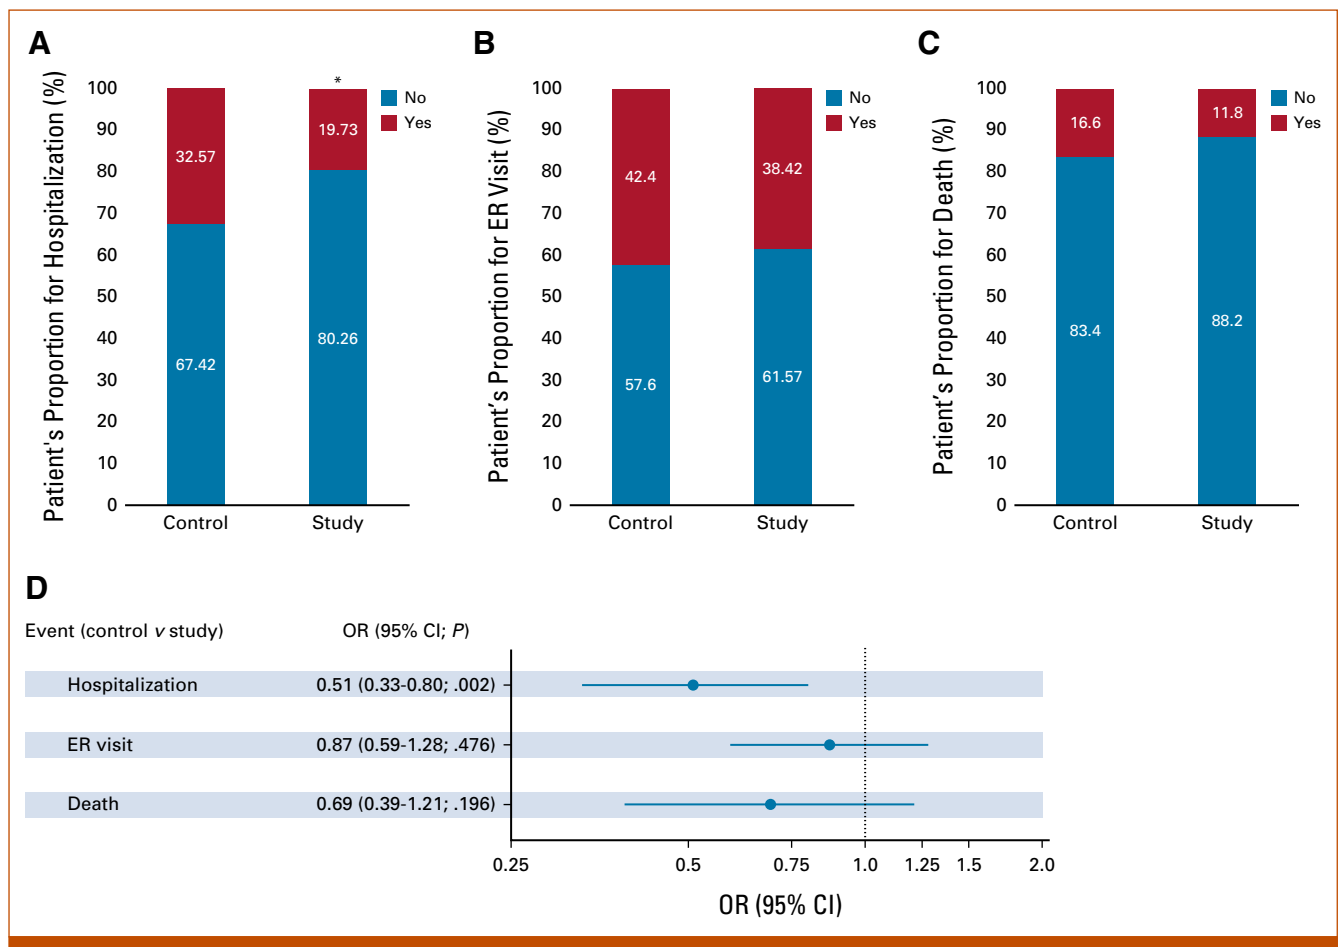 A
Patient's Proportion for Hospitalization (%)
100
90
80
70
60
50
40
30
20
10
0
32.57
67.42
*
19.73
80.26
No
Yes
Control Study
B
Patient's Proportion for ER Visit (%)
100
90
80
70
60
50
40
30
20
10
0
42.4
57.6
38.42
61.57
No
Yes
Control Study
C
Patient's Proportion for Death (%)
100
90
80
70
60
50
40
30
20
10
0
16.6
83.4
11.8
88.2
No
Yes
Control Study
D
Event (control v study) OR (95% CI; P)
Hospitalization 0.51 (0.33-0.80; .002)
ER visit 0.87 (0.59-1.28; .476)
Death 0.69 (0.39-1.21; .196)
0.25 0.5 0.75 1.0 1.25 1.5 2.0
OR (95% CI)